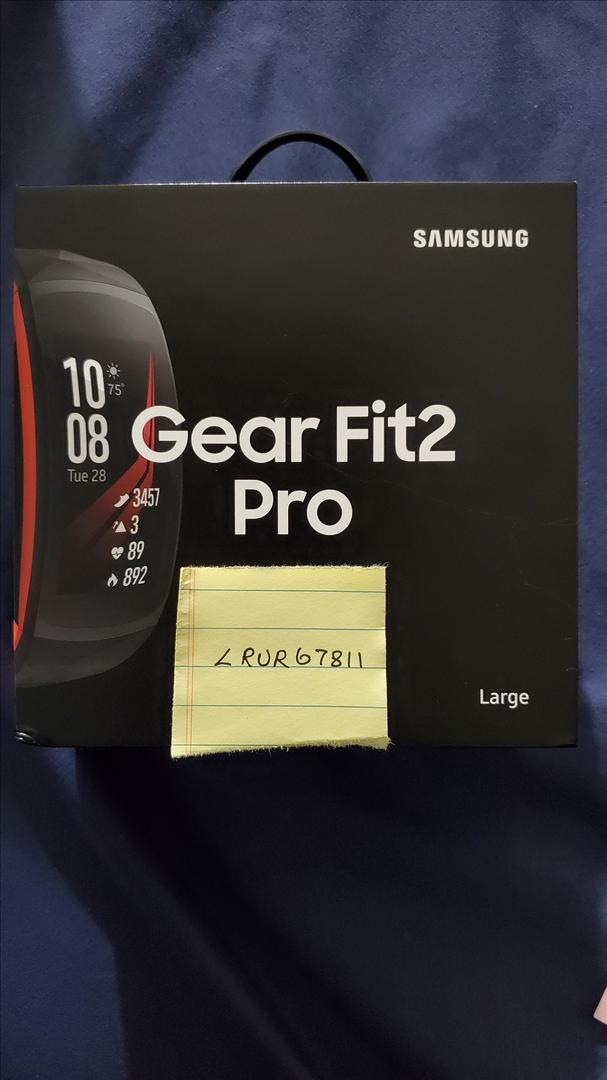 SAMSUNG
10
75°
08
Tue 28
Gear Fit2
Pro
3457
3
89
892
LRUR67811
Large